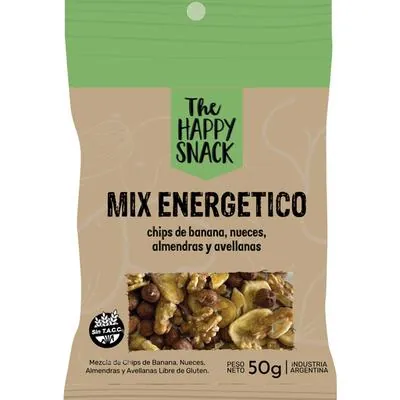 The
HAPPY
SNACK
MIX ENERGETICO
chips de banana, nueces,
almendras y avellanas
Sin T.A.C.C.
Mezcla de Chips de Banana, Nueces,
Almendras y Avellanas Libre de Gluten.
PESO
NETO
50g
INDUSTRIA
ARGENTINA